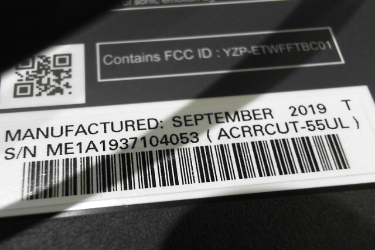 Contains FCC ID : YZP-ETWFFTBC01
MANUFACTURED: SEPTEMBER 2019 T
S/N ME1A1937104053 ( ACRRCUT-55UL )